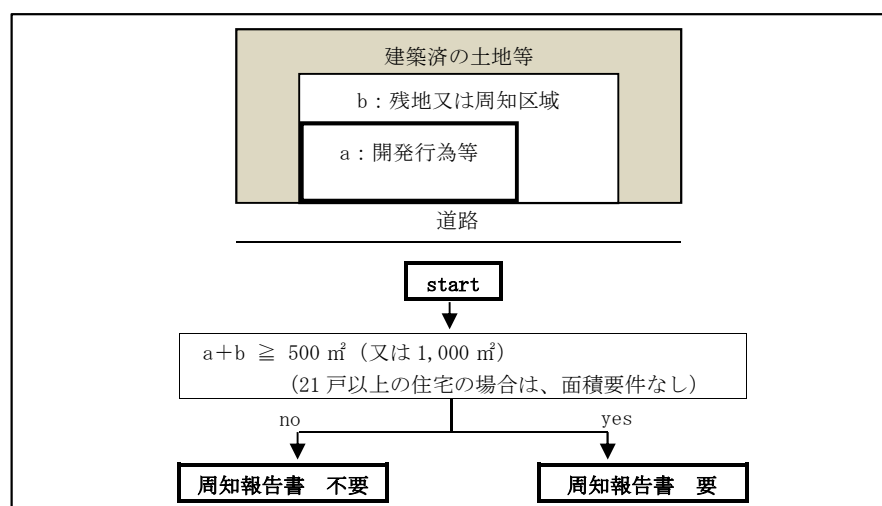 建築済の土地等
b：残地又は周知区域
a：開発行為等
道路
start
a＋b ≧ 500 ㎡（又は 1,000 ㎡）
（21 戸以上の住宅の場合は、面積要件なし）
no
yes
周知報告書　不要
周知報告書　要